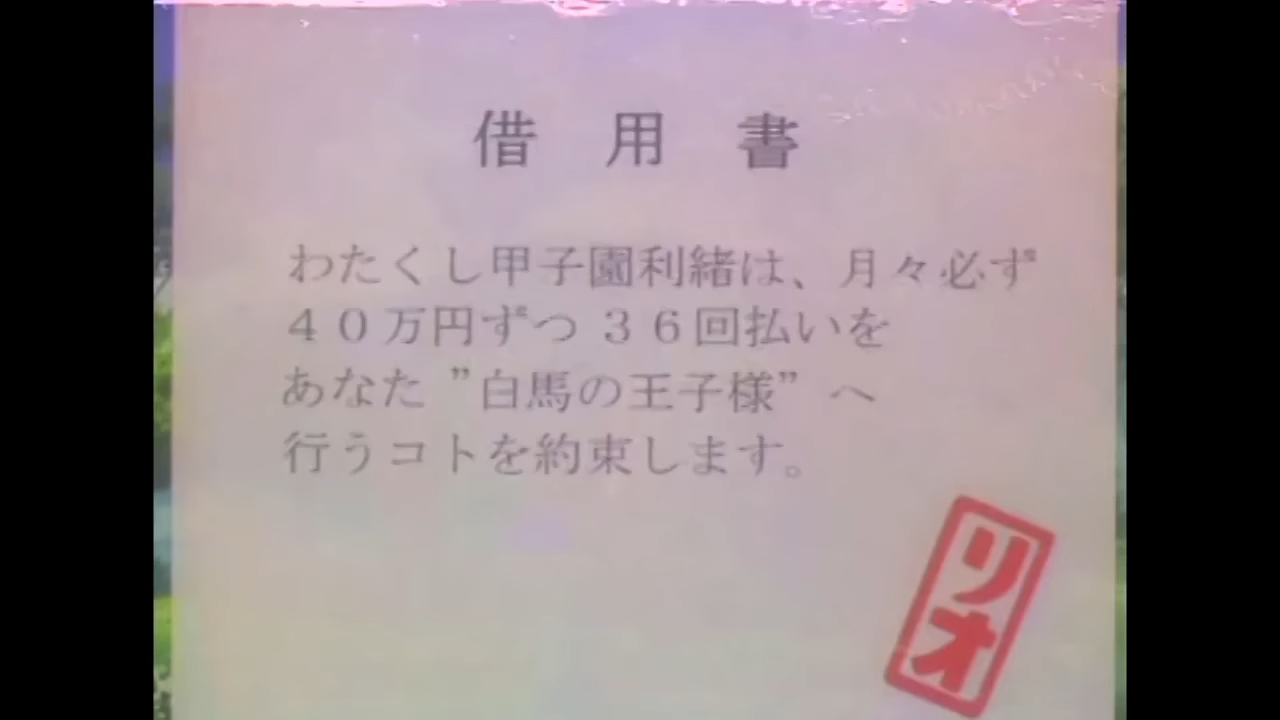 借用書
わたくし甲子園利緒は、月々必ず
４０万円ずつ ３６回払いを
あなた ”白馬の王子様” へ
行うコトを約束します。
リオ